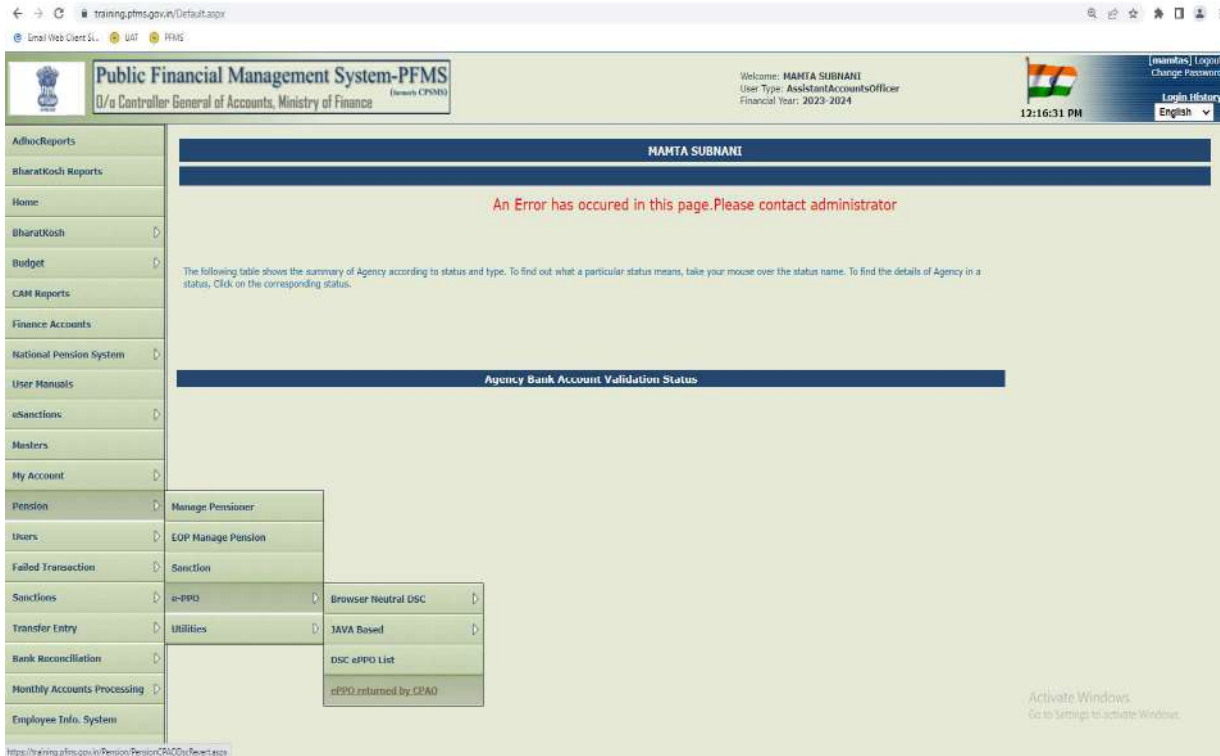 training.pfms.gov.in/Default.aspx
Email Web Client Si... UAT PFMS
Public Financial Management System-PFMS
(formerly CPSMS)
O/o Controller General of Accounts, Ministry of Finance
Welcome: MAMTA SUBNANI
User Type: AssistantAccountsOfficer
Financial Year: 2023-2024
12:16:31 PM
[mamtas] Logout
Change Password
Login History
English
AdhocReports
BharatKosh Reports
Home
BharatKosh
Budget
CAM Reports
Finance Accounts
National Pension System
User Manuals
eSanctions
Masters
My Account
Pension
Users
Failed Transaction
Sanctions
Transfer Entry
Bank Reconciliation
Monthly Accounts Processing
Employee Info. System
MAMTA SUBNANI
An Error has occured in this page.Please contact administrator
The following table shows the summary of Agency according to status and type. To find out what a particular status means, take your mouse over the status name. To find the details of Agency in a
status, Click on the corresponding status.
Agency Bank Account Validation Status
Manage Pensioner
EOP Manage Pension
Sanction
e-PPO
Utilities
Browser Neutral DSC
JAVA Based
DSC ePPO List
ePPO returned by CPAO
Activate Windows
Go to Settings to activate Windows.
https://training.pfms.gov.in/Pension/PensionCPAODscRevert.aspx